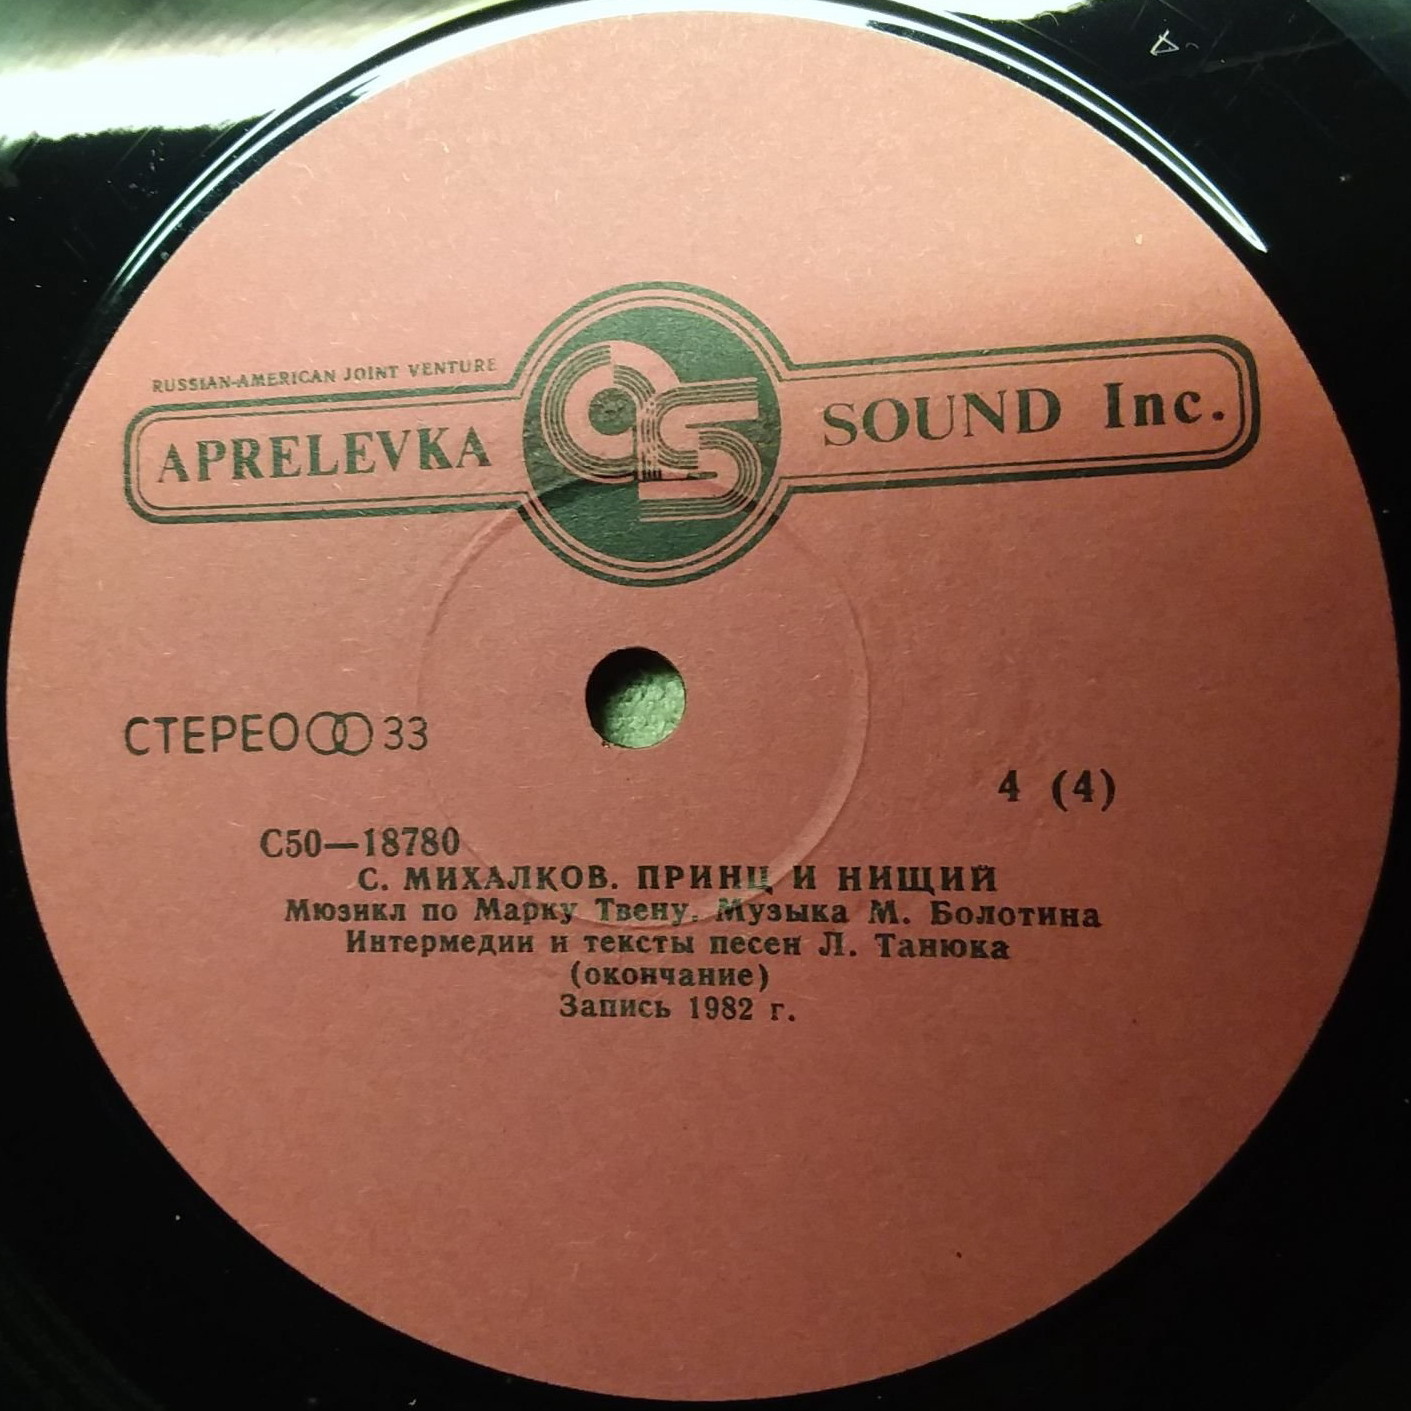 RUSSIAN-AMERICAN JOINT VENTURE
APRELEVKA SOUND Inc.
СТЕРЕО 33
4 (4)
С50—18780
С. МИХАЛКОВ. ПРИНЦ И НИЩИЙ
Мюзикл по Марку Твену. Музыка М. Болотина
Интермедии и тексты песен Л. Танюка
(окончание)
Запись 1982 г.